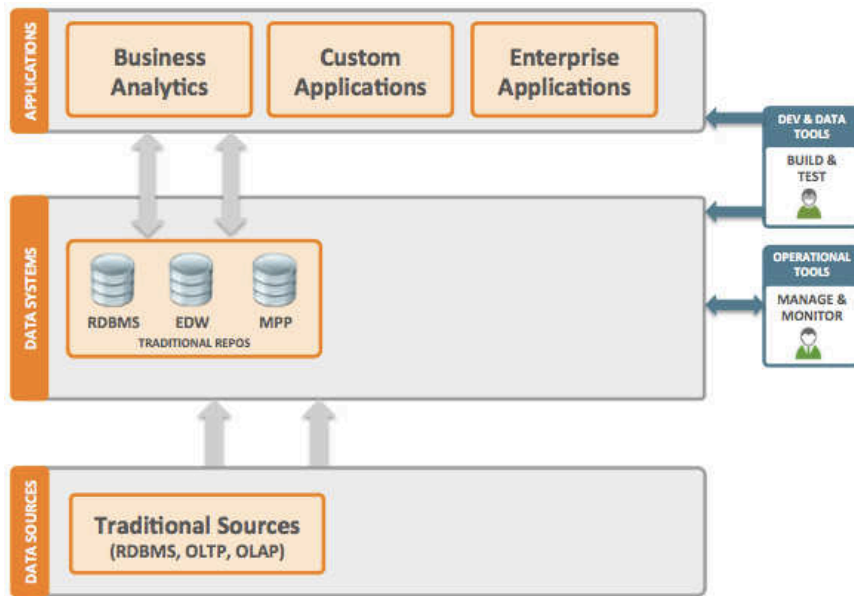 APPLICATIONS
Business
Analytics
Custom
Applications
Enterprise
Applications
DEV & DATA
TOOLS
BUILD &
TEST
DATA SYSTEMS
RDBMS
EDW
MPP
TRADITIONAL REPOS
OPERATIONAL
TOOLS
MANAGE &
MONITOR
DATA SOURCES
Traditional Sources
(RDBMS, OLTP, OLAP)